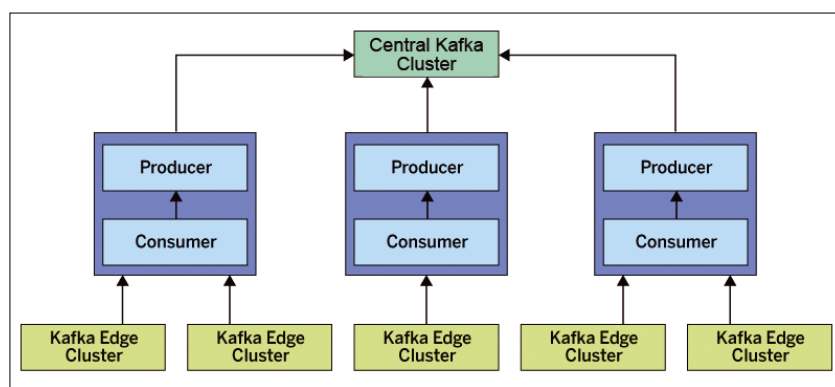 Central Kafka
Cluster
Producer
Consumer
Producer
Consumer
Producer
Consumer
Kafka Edge
Cluster
Kafka Edge
Cluster
Kafka Edge
Cluster
Kafka Edge
Cluster
Kafka Edge
Cluster